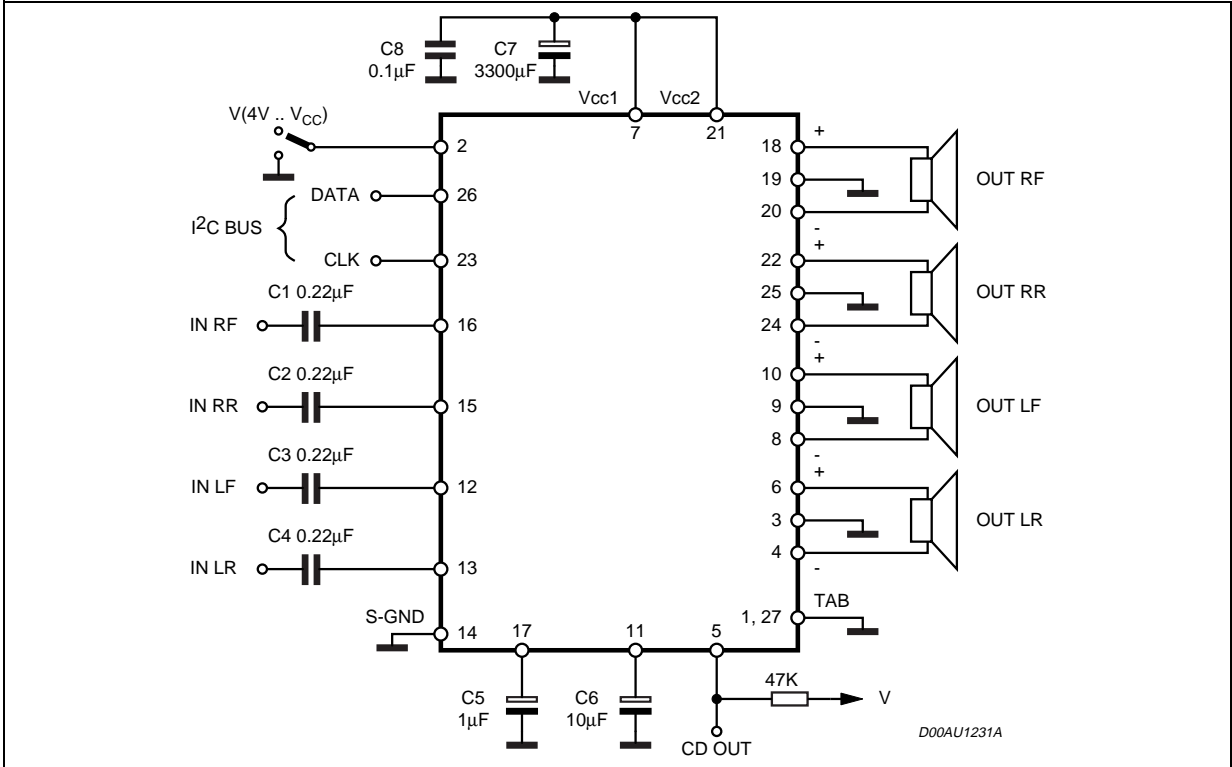 C8 C7
0.1μF 3300μF
Vcc1 Vcc2
V(4V .. VCC)
7 21
+
2 18
19 OUT RF
DATA 26 20
I2C BUS
-
+
CLK 23 22
C1 0.22μF 25 OUT RR
IN RF 16 24
-
+
C2 0.22μF 10
IN RR 15 9 OUT LF
8
-
+
C3 0.22μF
IN LF 12 6
3 OUT LR
C4 0.22μF 4
IN LR 13
-
TAB
S-GND 1, 27
14 17 11 5
47K
C5 C6 V
1μF 10μF
D00AU1231A
CD OUT